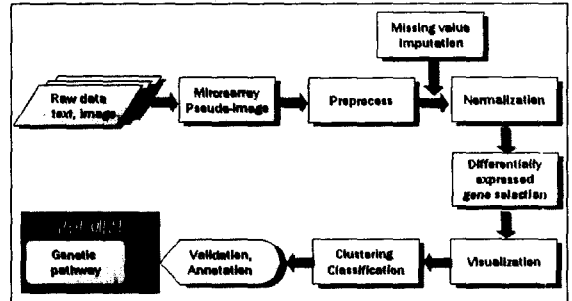 Missing value
Imputation
Raw data
text, image
Microarray
Pseudo-image
Preprocess
Normalization
Differentially
expressed
gene selection
Genetic
pathway
Validation,
Annotation
Clustering
Classification
Visualization